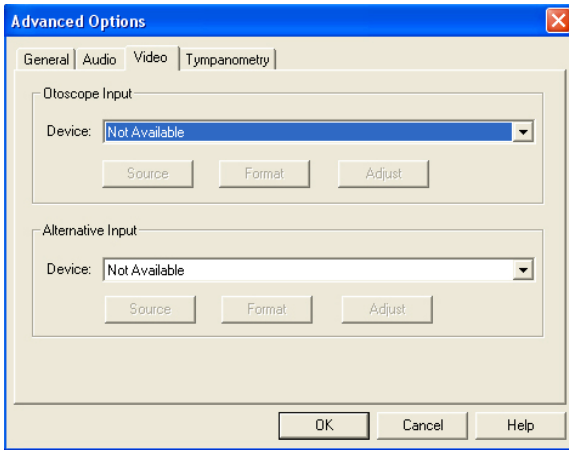 Advanced Options
General Audio Video Tympanometry
Otoscope Input
Device: Not Available
Source Format Adjust
Alternative Input
Device: Not Available
Source Format Adjust
OK Cancel Help